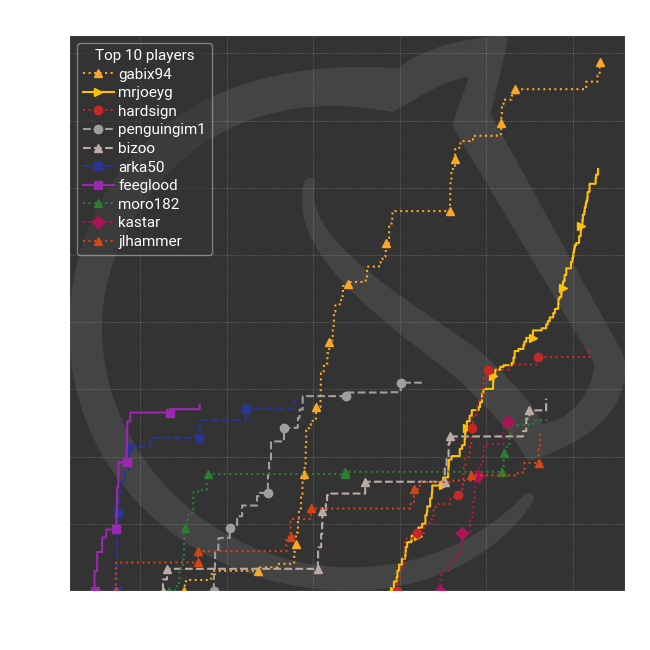 Top 10 players
gabix94
mrjoeyg
hardsign
penguingim1
bizoo
arka50
feeglood
moro182
kastar
jlhammer